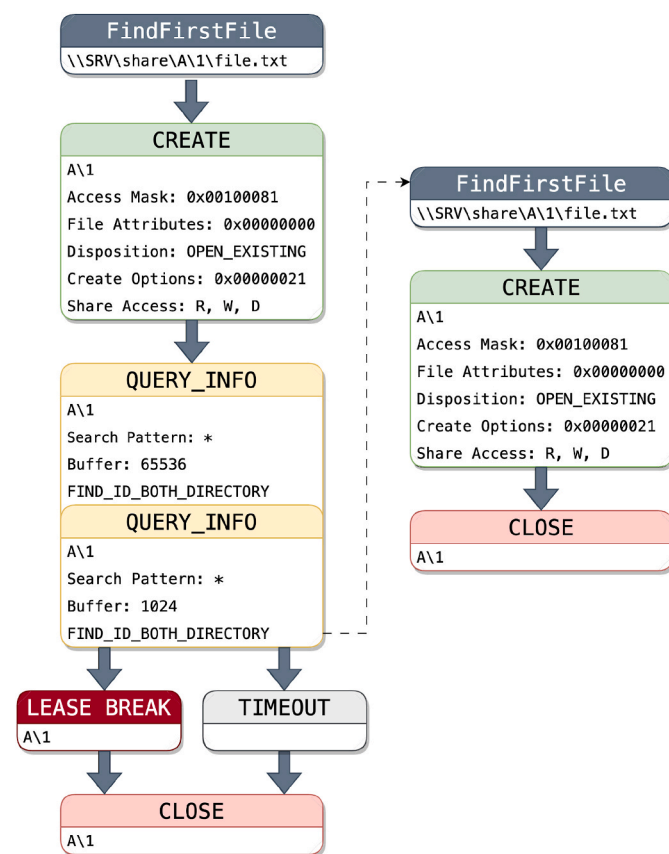 FindFirstFile
\\SRV\share\A\1\file.txt
CREATE
A\1
Access Mask: 0x00100081
File Attributes: 0x00000000
Disposition: OPEN_EXISTING
Create Options: 0x00000021
Share Access: R, W, D
QUERY_INFO
A\1
Search Pattern: *
Buffer: 65536
FIND_ID_BOTH_DIRECTORY
QUERY_INFO
A\1
Search Pattern: *
Buffer: 1024
FIND_ID_BOTH_DIRECTORY
LEASE BREAK
A\1
TIMEOUT
CLOSE
A\1
FindFirstFile
\\SRV\share\A\1\file.txt
CREATE
A\1
Access Mask: 0x00100081
File Attributes: 0x00000000
Disposition: OPEN_EXISTING
Create Options: 0x00000021
Share Access: R, W, D
CLOSE
A\1